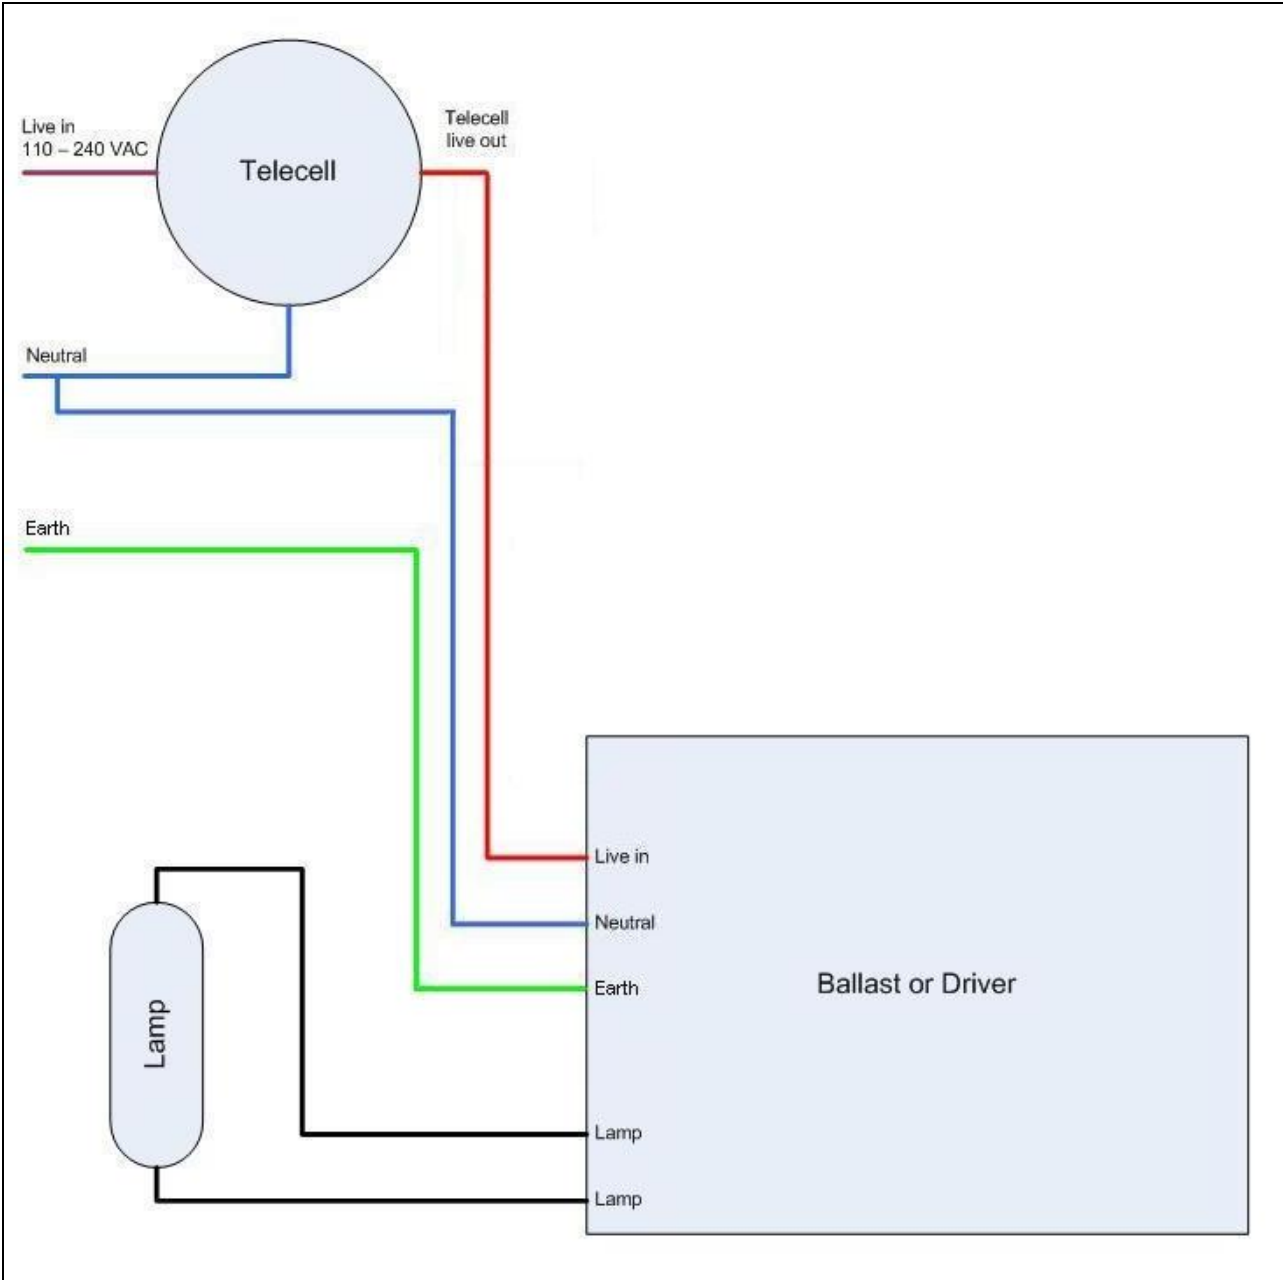 Live in
110 – 240 VAC
Telecell
Telecell
live out
Neutral
Earth
Live in
Neutral
Earth
Ballast or Driver
Lamp
Lamp
Lamp